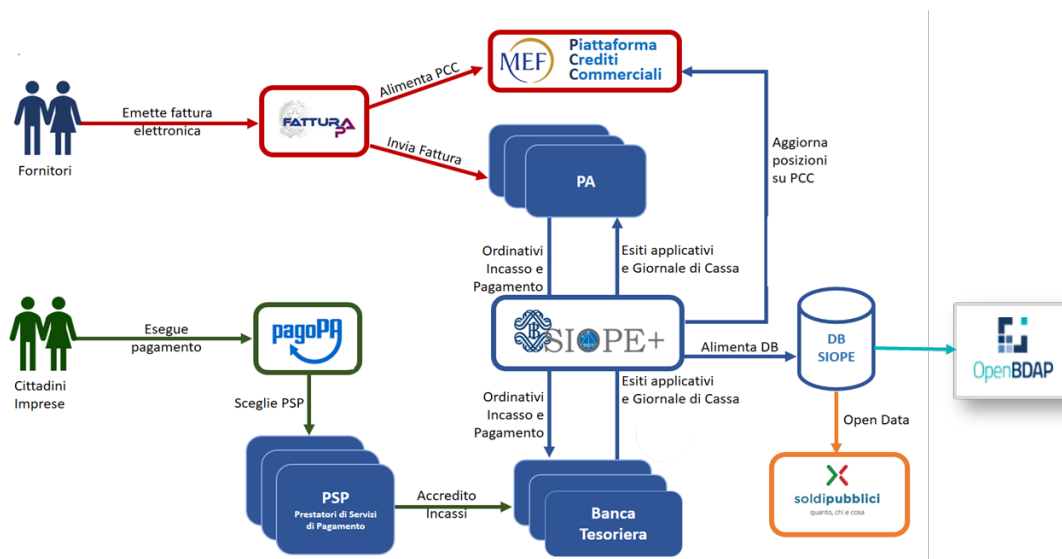 MEF
Piattaforma
Crediti
Commerciali
Alimenta PCC
Emette fattura
elettronica
FATTURA
PA
Fornitori
Invia Fattura
PA
Aggiorna
posizioni
su PCC
Ordinativi
Incasso e
Pagamento
Esiti applicativi
e Giornale di Cassa
Esegue
pagamento
pagoPA
SIOPE+
Alimenta DB
DB
SIOPE
OpenBDAP
Cittadini
Imprese
Sceglie PSP
Ordinativi
Incasso e
Pagamento
Esiti applicativi
e Giornale di Cassa
Open Data
PSP
Prestatori di Servizi
di Pagamento
Accredito
Incassi
Banca
Tesoriera
soldipubblici
quanto, chi e cosa